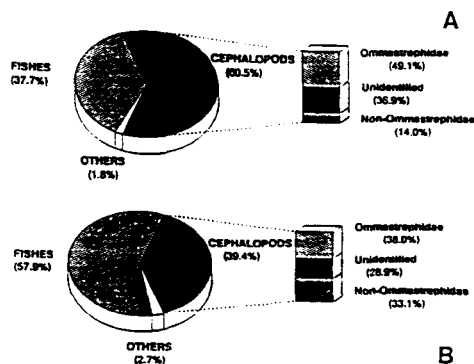 A
FISHES
(37.7%)
CEPHALOPODS
(60.5%)
OTHERS
(1.8%)
Ommastrephidae
(49.1%)
Unidentified
(36.9%)
Non-Ommastrephidae
(14.0%)
FISHES
(57.9%)
CEPHALOPODS
(39.4%)
OTHERS
(2.7%)
Ommastrephidae
(38.0%)
Unidentified
(28.9%)
Non-Ommastrephidae
(33.1%)
B